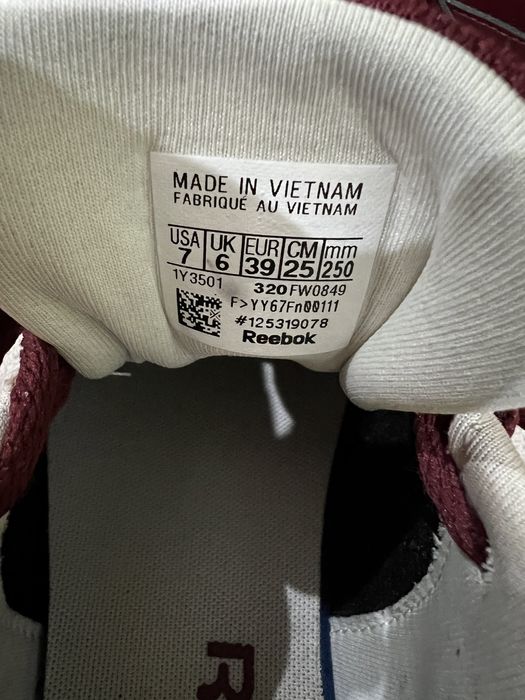 MADE IN VIETNAM
FABRIQUÉ AU VIETNAM
USA UK EUR CM mm
7 6 39 25 250
1Y3501 320 FW0849
F>YY67Fn00111
#125319078
Reebok
R